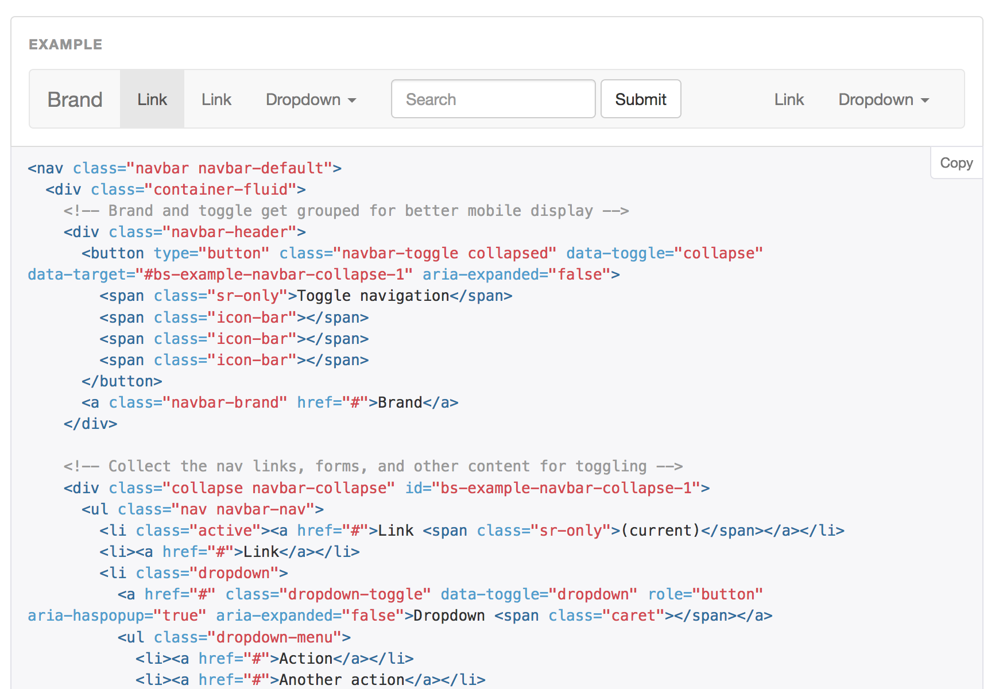 EXAMPLE
Brand Link Link Dropdown Search Submit Link Dropdown
Copy
<nav class="navbar navbar-default">
  <div class="container-fluid">
    <!-- Brand and toggle get grouped for better mobile display -->
    <div class="navbar-header">
      <button type="button" class="navbar-toggle collapsed" data-toggle="collapse"
data-target="#bs-example-navbar-collapse-1" aria-expanded="false">
        <span class="sr-only">Toggle navigation</span>
        <span class="icon-bar"></span>
        <span class="icon-bar"></span>
        <span class="icon-bar"></span>
      </button>
      <a class="navbar-brand" href="#">Brand</a>
    </div>

    <!-- Collect the nav links, forms, and other content for toggling -->
    <div class="collapse navbar-collapse" id="bs-example-navbar-collapse-1">
      <ul class="nav navbar-nav">
        <li class="active"><a href="#">Link <span class="sr-only">(current)</span></a></li>
        <li><a href="#">Link</a></li>
        <li class="dropdown">
          <a href="#" class="dropdown-toggle" data-toggle="dropdown" role="button"
aria-haspopup="true" aria-expanded="false">Dropdown <span class="caret"></span></a>
          <ul class="dropdown-menu">
            <li><a href="#">Action</a></li>
            <li><a href="#">Another action</a></li>